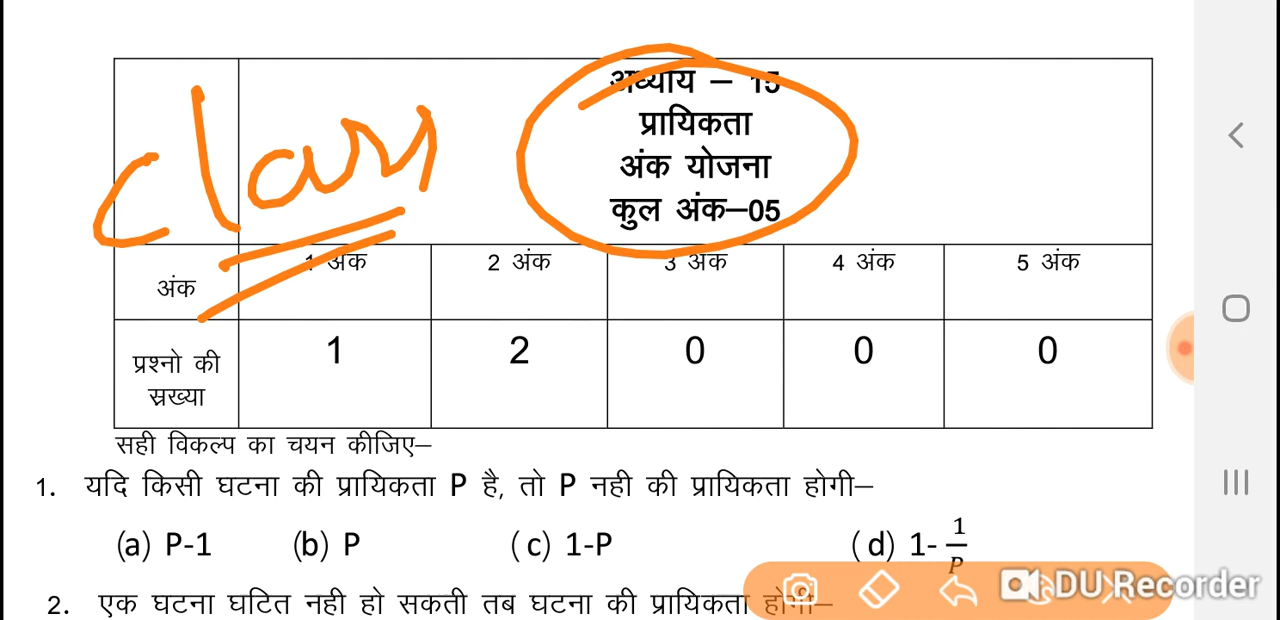 अध्याय – 15
प्रायिकता
अंक योजना
कुल अंक–05
class
अंक 1 अंक 2 अंक 3 अंक 4 अंक 5 अंक
प्रश्नो की स्रख्या 1 2 0 0 0
सही विकल्प का चयन कीजिए–
1. यदि किसी घटना की प्रायिकता P है, तो P नही की प्रायिकता होगी–
(a) P-1 (b) P (c) 1-P (d) 1- 1/P
2. एक घटना घटित नही हो सकती तब घटना की प्रायिकता होगी–
DU Recorder